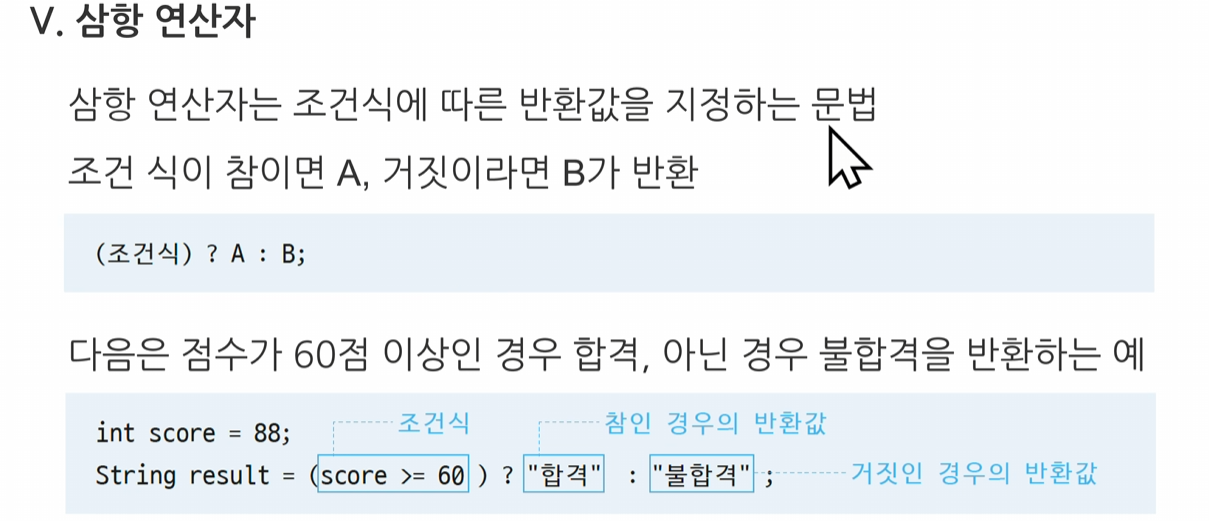 V. 삼항 연산자
삼항 연산자는 조건식에 따른 반환값을 지정하는 문법
조건 식이 참이면 A, 거짓이라면 B가 반환
(조건식) ? A : B;
다음은 점수가 60점 이상인 경우 합격, 아닌 경우 불합격을 반환하는 예
조건식 참인 경우의 반환값
int score = 88;
String result = (score >= 60 ) ? "합격" : "불합격" ; 거짓인 경우의 반환값